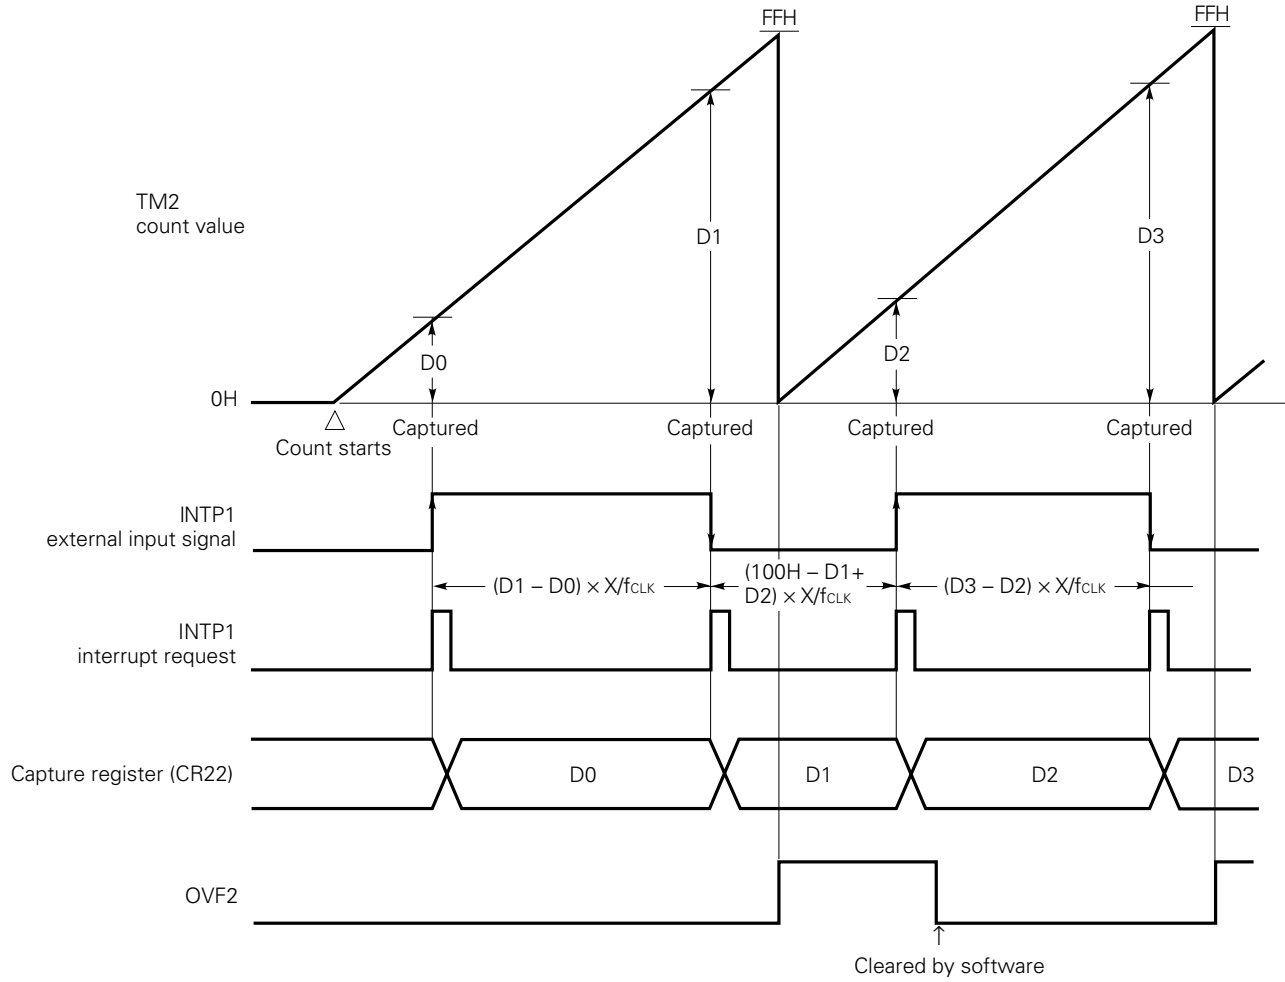 FFH
FFH
TM2
count value
D1
D3
D2
D0
0H
Captured
Captured
Captured
Captured
Count starts
INTP1
external input signal
(D1 – D0) × X/fCLK
(100H – D1+
D2) × X/fCLK
(D3 – D2) × X/fCLK
INTP1
interrupt request
Capture register (CR22)
D0
D1
D2
D3
OVF2
Cleared by software